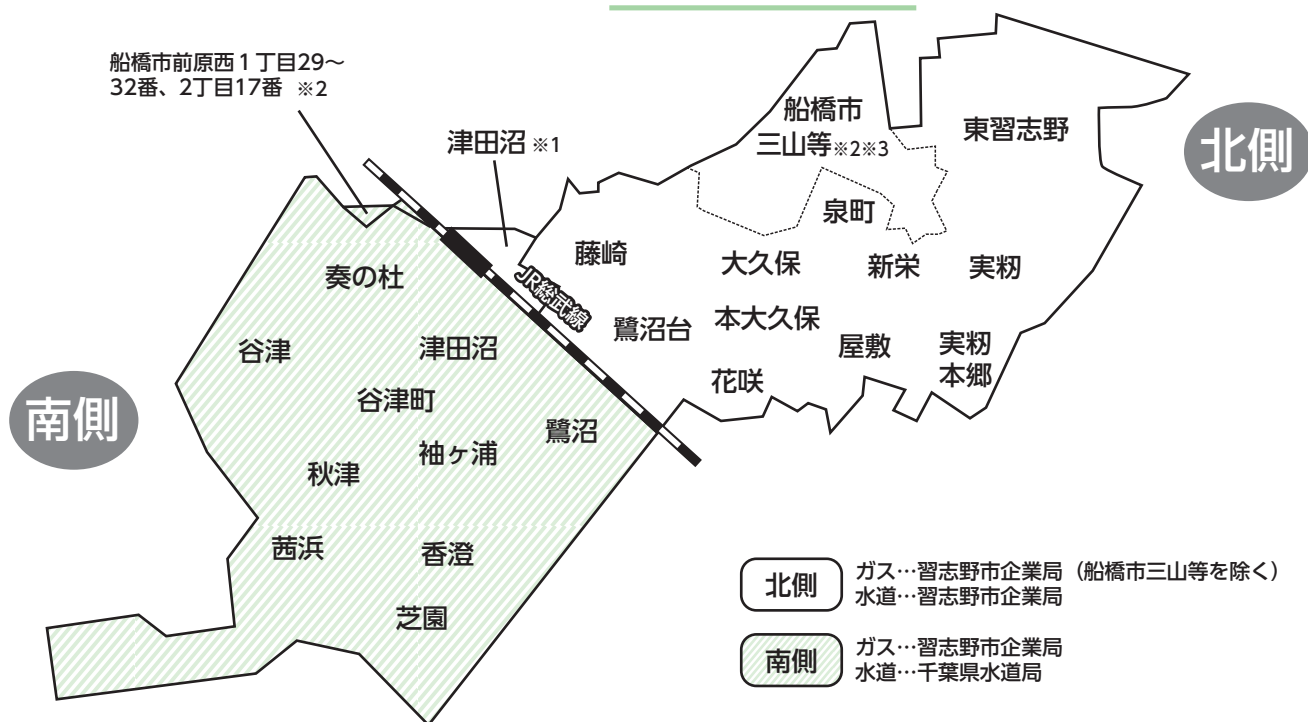 船橋市前原西１丁目29～
32番、2丁目17番 ※2
津田沼 ※1
船橋市
三山等※2※3
東習志野
北側
泉町
藤崎
大久保
新栄
実籾
奏の杜
JR総武線
鷺沼台
本大久保
谷津
津田沼
屋敷
実籾
本郷
花咲
谷津町
南側
鷺沼
袖ヶ浦
秋津
茜浜
香澄
芝園
北側
ガス…習志野市企業局（船橋市三山等を除く）
水道…習志野市企業局
南側
ガス…習志野市企業局
水道…千葉県水道局